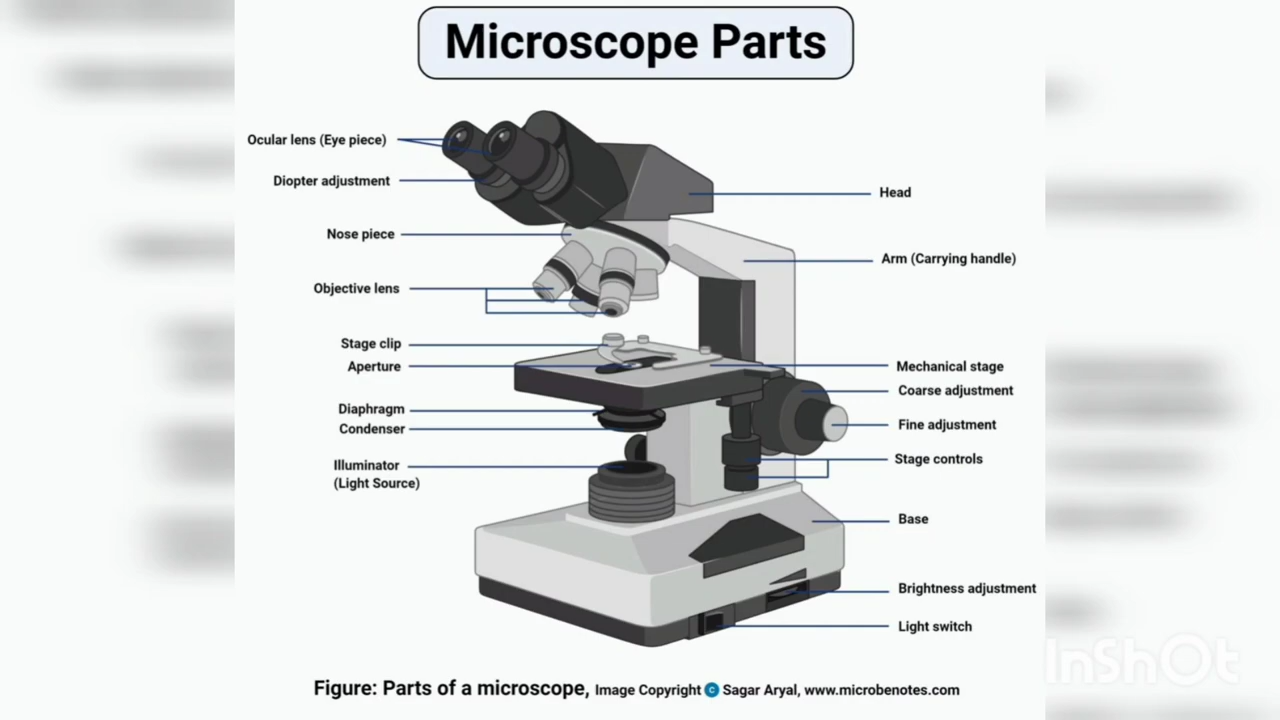 Microscope Parts
Ocular lens (Eye piece)
Diopter adjustment
Nose piece
Objective lens
Stage clip
Aperture
Diaphragm
Condenser
Illuminator
(Light Source)
Head
Arm (Carrying handle)
Mechanical stage
Coarse adjustment
Fine adjustment
Stage controls
Base
Brightness adjustment
Light switch
Figure: Parts of a microscope, Image Copyright c Sagar Aryal, www.microbenotes.com
InShOt